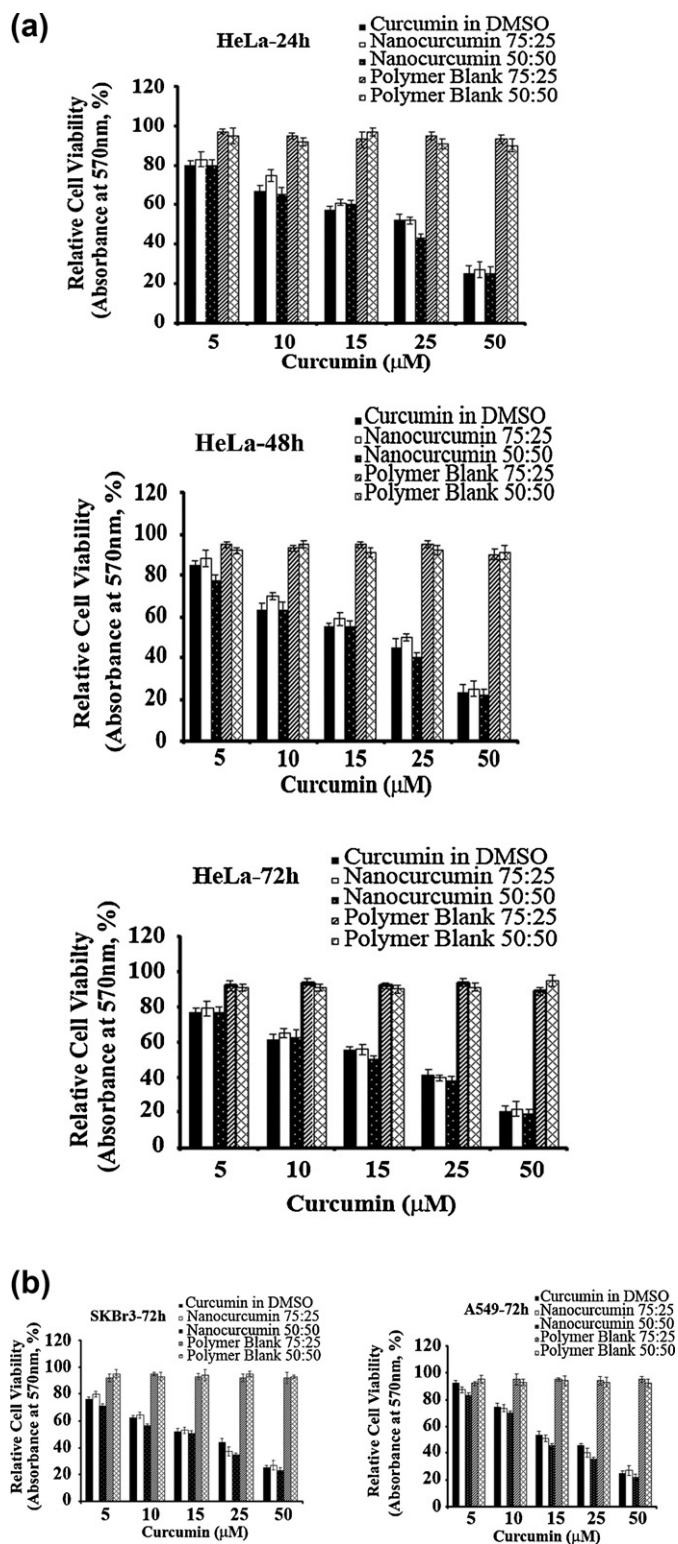 (a)
HeLa-24h
Curcumin in DMSO
Nanocurcumin 75:25
Nanocurcumin 50:50
Polymer Blank 75:25
Polymer Blank 50:50
Relative Cell Viability
(Absorbance at 570nm, %)
120
100
80
60
40
20
0
5 10 15 25 50
Curcumin (μM)
HeLa-48h
Curcumin in DMSO
Nanocurcumin 75:25
Nanocurcumin 50:50
Polymer Blank 75:25
Polymer Blank 50:50
Relative Cell Viability
(Absorbance at 570nm, %)
120
100
80
60
40
20
0
5 10 15 25 50
Curcumin (μM)
HeLa-72h
Curcumin in DMSO
Nanocurcumin 75:25
Nanocurcumin 50:50
Polymer Blank 75:25
Polymer Blank 50:50
Relative Cell Viabilty
(Absorbance at 570nm, %)
120
100
80
60
40
20
0
5 10 15 25 50
Curcumin (μM)
(b)
SKBr3-72h
Curcumin in DMSO
Nanocurcumin 75:25
Nanocurcumin 50:50
Polymer Blank 75:25
Polymer Blank 50:50
Relative Cell Viability
(Absorbance at 570nm, %)
120
100
80
60
40
20
0
5 10 15 25 50
Curcumin (μM)
A549-72h
Curcumin in DMSO
Nanocurcumin 75:25
Nanocurcumin 50:50
Polymer Blank 75:25
Polymer Blank 50:50
Relative Cell Viability
(Absorbance at 570nm, %)
120
100
80
60
40
20
0
5 10 15 25 50
Curcumin (μM)